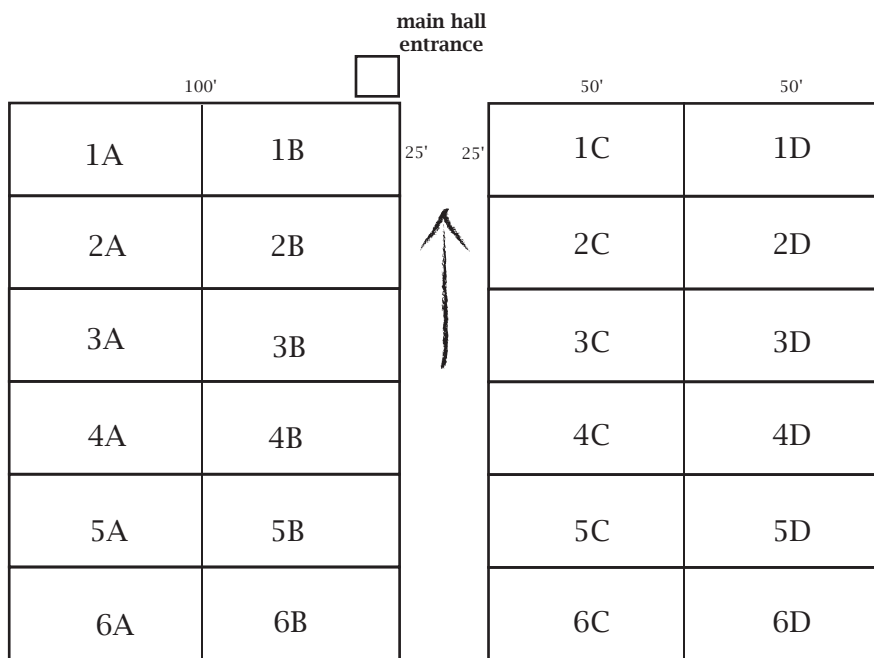 main hall
entrance
100'
50'
50'
1A
1B
25'
25'
1C
1D
2A
2B
2C
2D
3A
3B
3C
3D
4A
4B
4C
4D
5A
5B
5C
5D
6A
6B
6C
6D